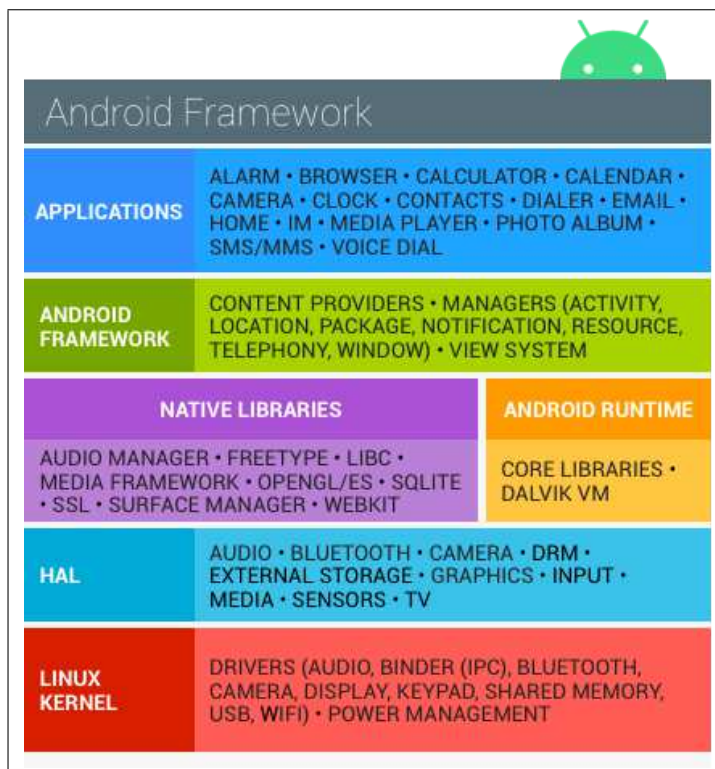 Android Framework
APPLICATIONS
ALARM • BROWSER • CALCULATOR • CALENDAR •
CAMERA • CLOCK • CONTACTS • DIALER • EMAIL •
HOME • IM • MEDIA PLAYER • PHOTO ALBUM •
SMS/MMS • VOICE DIAL
ANDROID
FRAMEWORK
CONTENT PROVIDERS • MANAGERS (ACTIVITY,
LOCATION, PACKAGE, NOTIFICATION, RESOURCE,
TELEPHONY, WINDOW) • VIEW SYSTEM
NATIVE LIBRARIES
AUDIO MANAGER • FREETYPE • LIBC •
MEDIA FRAMEWORK • OPENGL/ES • SQLITE
• SSL • SURFACE MANAGER • WEBKIT
ANDROID RUNTIME
CORE LIBRARIES •
DALVIK VM
HAL
AUDIO • BLUETOOTH • CAMERA • DRM •
EXTERNAL STORAGE • GRAPHICS • INPUT •
MEDIA • SENSORS • TV
LINUX
KERNEL
DRIVERS (AUDIO, BINDER (IPC), BLUETOOTH,
CAMERA, DISPLAY, KEYPAD, SHARED MEMORY,
USB, WIFI) • POWER MANAGEMENT